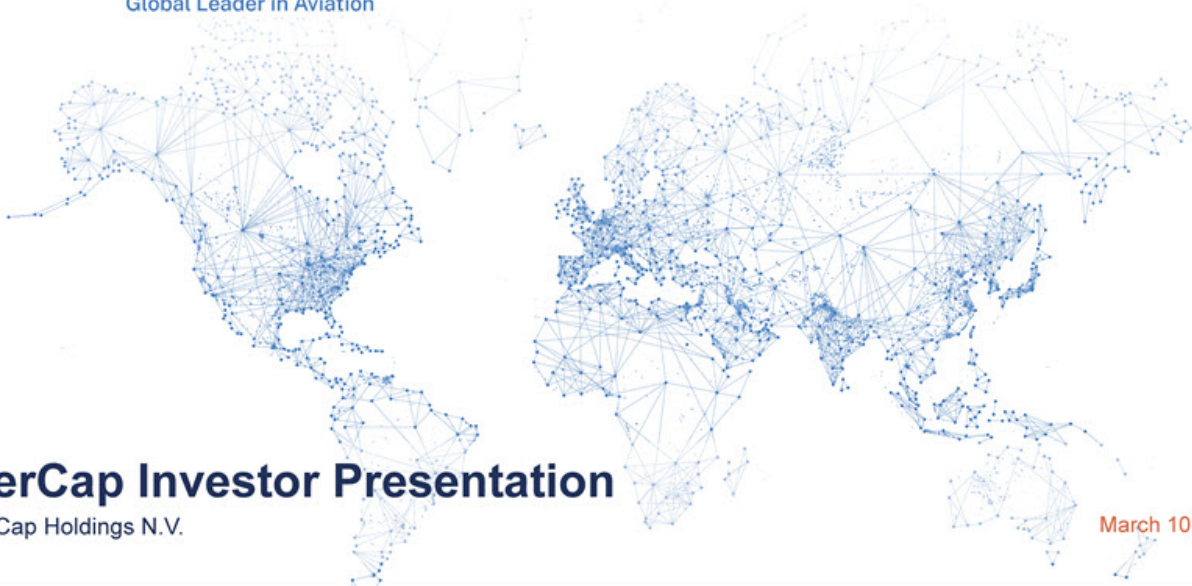 Global Leader in Aviation
erCap Investor Presentation
Cap Holdings N.V.
March 10